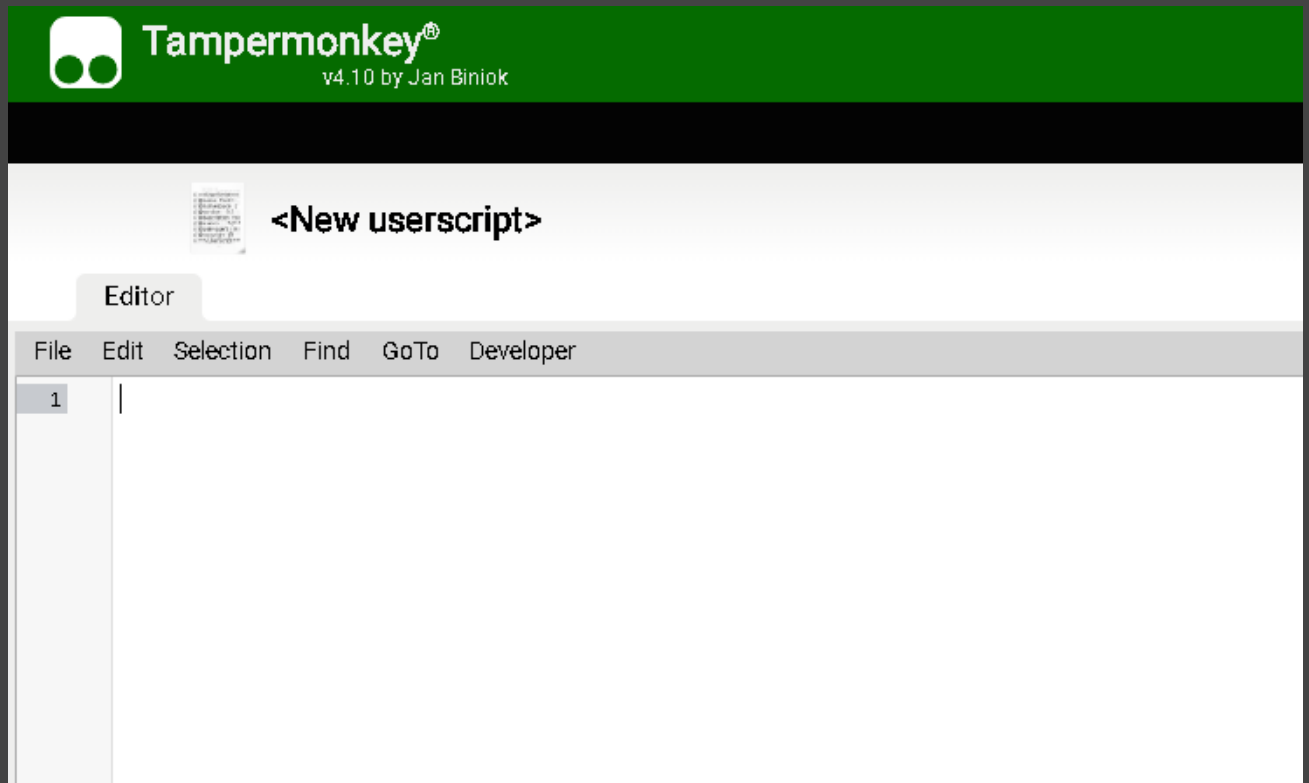 Tampermonkey®
v4.10 by Jan Biniok
<New userscript>
Editor
File Edit Selection Find GoTo Developer
1